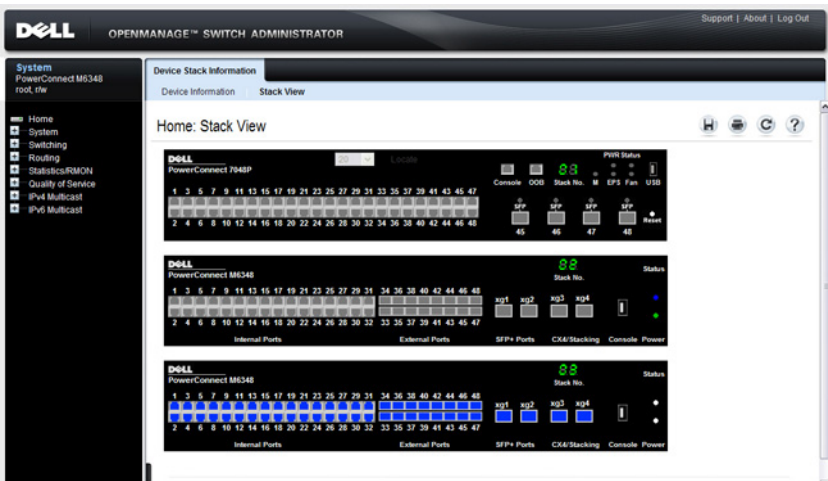 Support | About | Log Out
DELL OPENMANAGE™ SWITCH ADMINISTRATOR
System
PowerConnect M6348
root, r/w
Home
System
Switching
Routing
Statistics/RMON
Quality of Service
IPv4 Multicast
IPv6 Multicast
Device Stack Information
Device Information Stack View
Home: Stack View
DELL
PowerConnect 7048P
20 Locate
PWR Status
Console OOB Stack No. M EPS Fan USB
1 3 5 7 9 11 13 15 17 19 21 23 25 27 29 31 33 35 37 39 41 43 45 47
2 4 6 8 10 12 14 16 18 20 22 24 26 28 30 32 34 36 38 40 42 44 46 48
SFP SFP SFP SFP
45 46 47 48
Reset
DELL
PowerConnect M6348
Stack No.
Status
1 3 5 7 9 11 13 15 17 19 21 23 25 27 29 31 34 36 38 40 42 44 46 48
xg1 xg2 xg3 xg4
2 4 6 8 10 12 14 16 18 20 22 24 26 28 30 32 33 35 37 39 41 43 45 47
Internal Ports External Ports SFP+ Ports CX4/Stacking Console Power
DELL
PowerConnect M6348
Stack No.
Status
1 3 5 7 9 11 13 15 17 19 21 23 25 27 29 31 34 36 38 40 42 44 46 48
xg1 xg2 xg3 xg4
2 4 6 8 10 12 14 16 18 20 22 24 26 28 30 32 33 35 37 39 41 43 45 47
Internal Ports External Ports SFP+ Ports CX4/Stacking Console Power